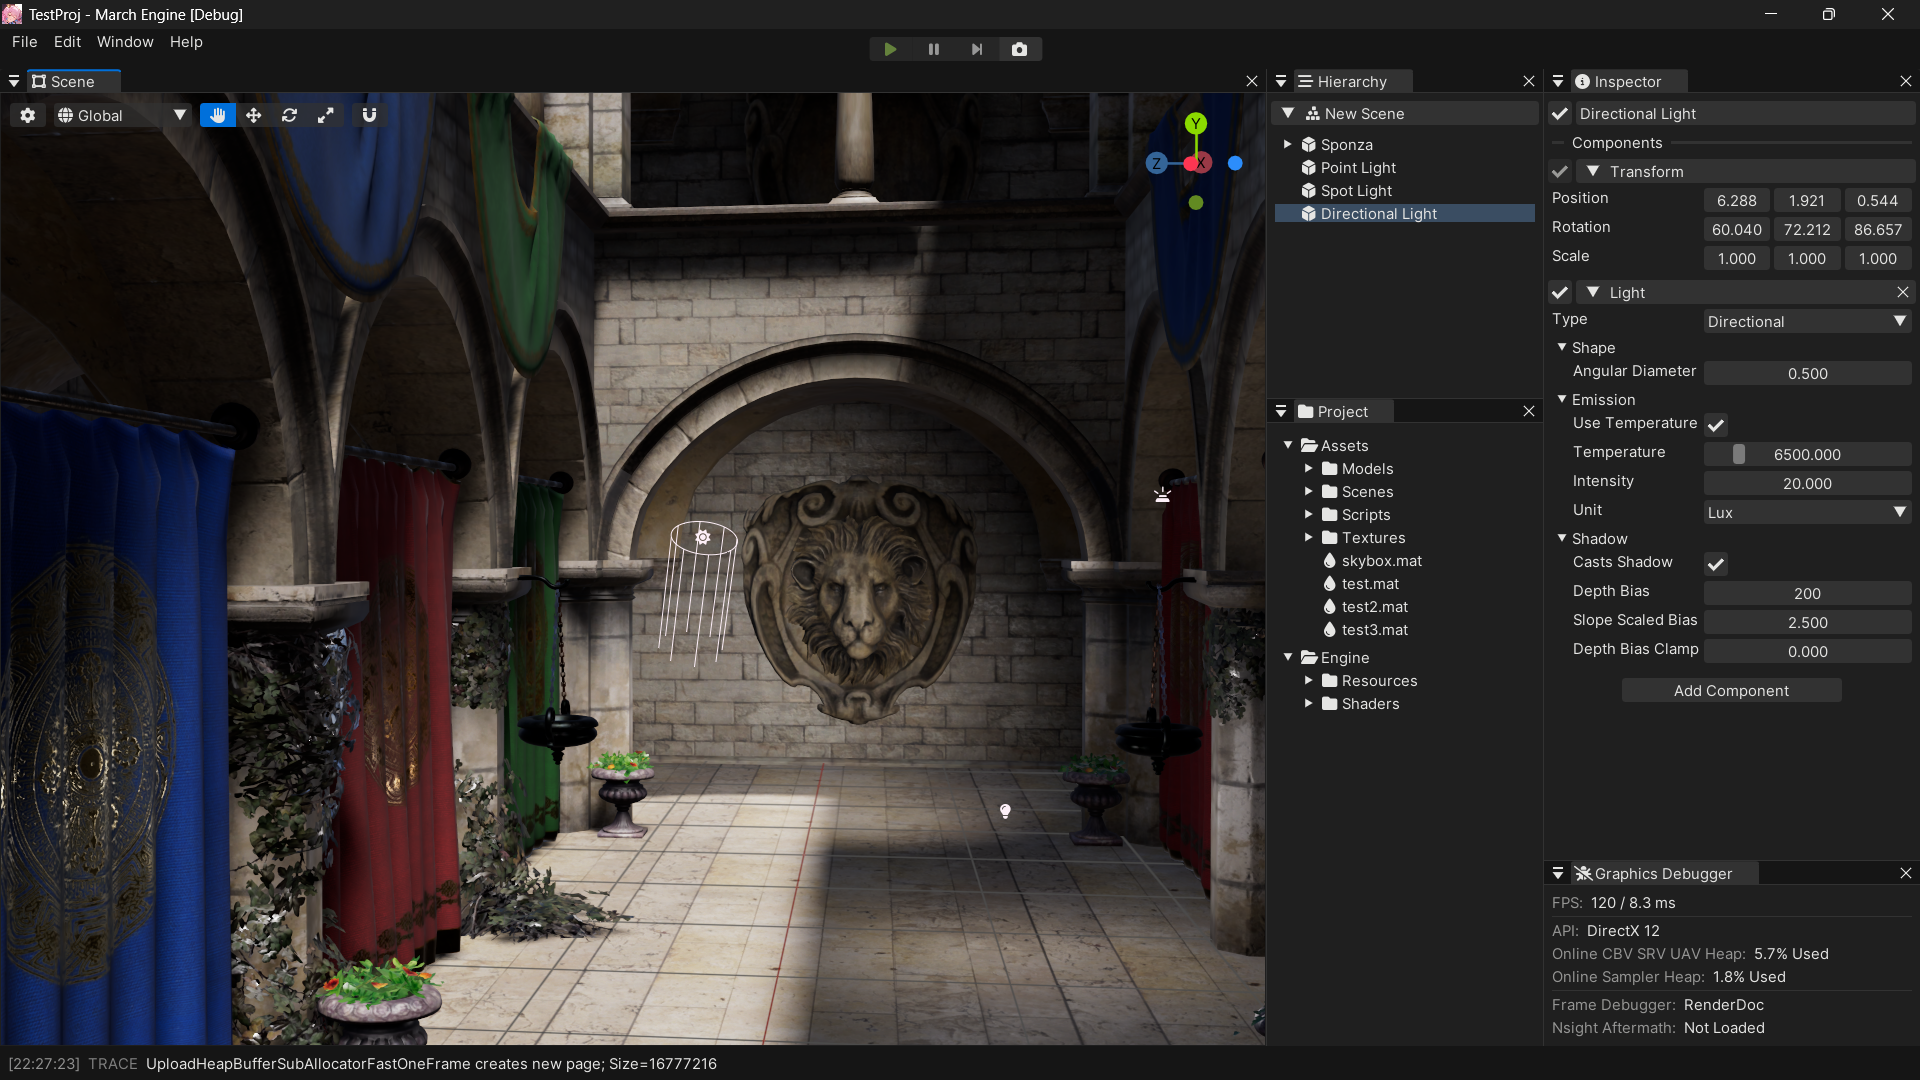 TestProj - March Engine [Debug]
File Edit Window Help
Scene
Global
Y
Z X
Hierarchy
New Scene
Sponza
Point Light
Spot Light
Directional Light
Project
Assets
Models
Scenes
Scripts
Textures
skybox.mat
test.mat
test2.mat
test3.mat
Engine
Resources
Shaders
Inspector
Directional Light
Components
Transform
Position 6.288 1.921 0.544
Rotation 60.040 72.212 86.657
Scale 1.000 1.000 1.000
Light
Type Directional
Shape
Angular Diameter 0.500
Emission
Use Temperature
Temperature 6500.000
Intensity 20.000
Unit Lux
Shadow
Casts Shadow
Depth Bias 200
Slope Scaled Bias 2.500
Depth Bias Clamp 0.000
Add Component
Graphics Debugger
FPS: 120 / 8.3 ms
API: DirectX 12
Online CBV SRV UAV Heap: 5.7% Used
Online Sampler Heap: 1.8% Used
Frame Debugger: RenderDoc
Nsight Aftermath: Not Loaded
[22:27:23] TRACE UploadHeapBufferSubAllocatorFastOneFrame creates new page; Size=16777216